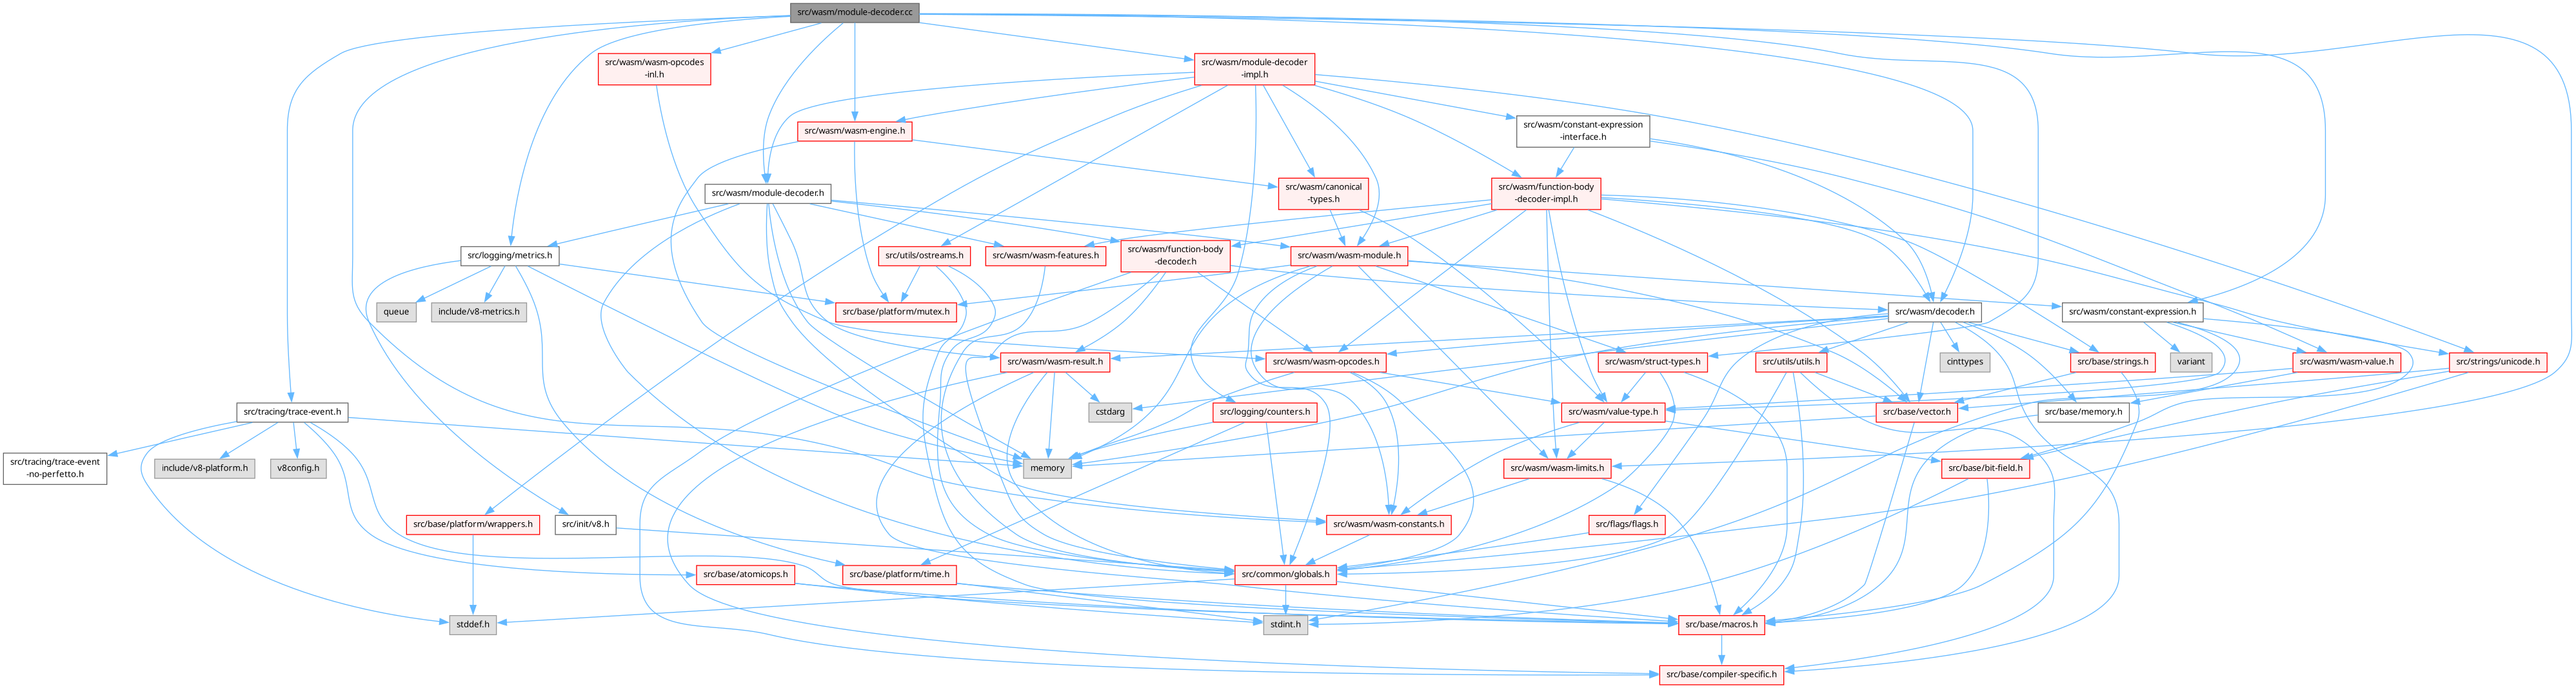 src/wasm/module-decoder.cc
src/wasm/wasm-opcodes
-inl.h
src/wasm/module-decoder
-impl.h
src/wasm/wasm-engine.h
src/wasm/constant-expression
-interface.h
src/wasm/module-decoder.h
src/wasm/canonical
-types.h
src/wasm/function-body
-decoder-impl.h
src/logging/metrics.h
src/utils/ostreams.h
src/wasm/wasm-features.h
src/wasm/function-body
-decoder.h
src/wasm/wasm-module.h
queue
include/v8-metrics.h
src/base/platform/mutex.h
src/wasm/decoder.h
src/wasm/constant-expression.h
src/wasm/wasm-result.h
src/wasm/wasm-opcodes.h
src/wasm/struct-types.h
src/utils/utils.h
cinttypes
src/base/strings.h
variant
src/wasm/wasm-value.h
src/strings/unicode.h
src/tracing/trace-event.h
cstdarg
src/logging/counters.h
src/wasm/value-type.h
src/base/vector.h
src/base/memory.h
src/tracing/trace-event
-no-perfetto.h
include/v8-platform.h
v8config.h
memory
src/wasm/wasm-limits.h
src/base/bit-field.h
src/base/platform/wrappers.h
src/init/v8.h
src/wasm/wasm-constants.h
src/flags/flags.h
src/base/atomicops.h
src/base/platform/time.h
src/common/globals.h
stddef.h
stdint.h
src/base/macros.h
src/base/compiler-specific.h